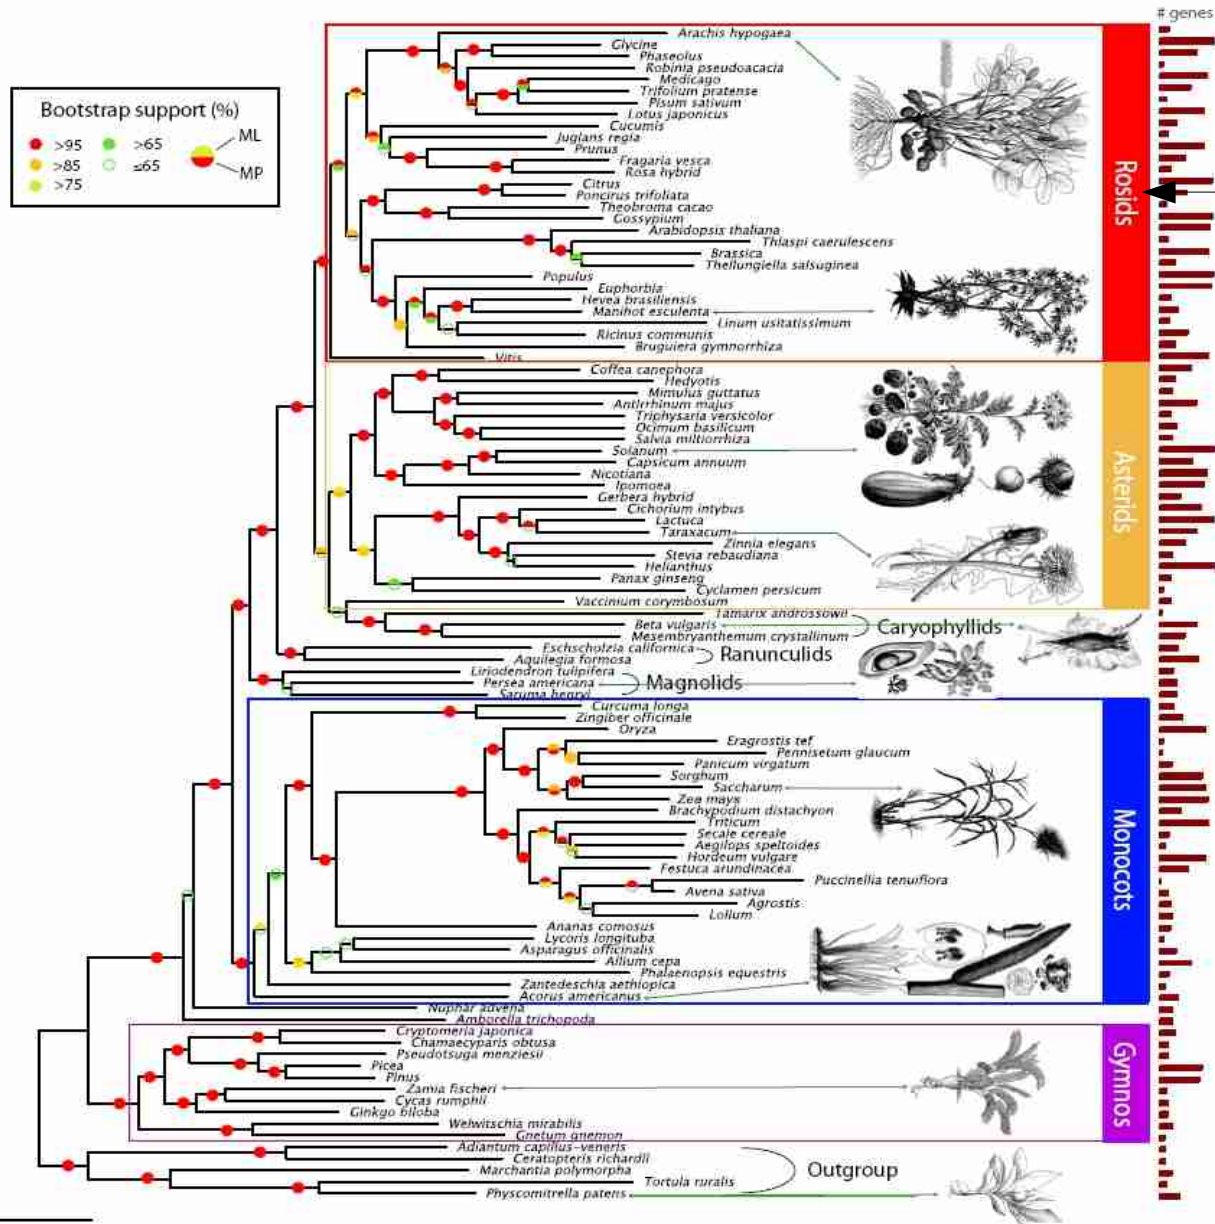 # genes
Arachis hypogaea
Glycine
Phaseolus
Robinia pseudoacacia
Medicago
Trifolium pratense
Pisum sativum
Lotus japonicus
Cucumis
Juglans regia
Prunus
Fragaria vesca
Rosa hybrid
Citrus
Poncirus trifoliata
Theobroma cacao
Gossypium
Arabidopsis thaliana
Thlaspi caerulescens
Brassica
Thellungiella salsuginea
Populus
Euphorbia
Hevea brasiliensis
Manihot esculenta
Linum usitatissimum
Ricinus communis
Bruguiera gymnorrhiza
Vitis
Rosids
Bootstrap support (%)
>95 >65 ML
>85 ≤65 MP
>75
Coffea canephora
Hedyotis
Mimulus guttatus
Antirrhinum majus
Triphysaria versicolor
Ocimum basilicum
Salvia miltiorrhiza
Solanum
Capsicum annuum
Nicotiana
Ipomoea
Gerbera hybrid
Cichorium intybus
Lactuca
Taraxacum
Zinnia elegans
Stevia rebaudiana
Helianthus
Panax ginseng
Cyclamen persicum
Vaccinium corymbosum
Asterids
Tamarix androssowii
Beta vulgaris
Mesembryanthemum crystallinum
Caryophyllids
Eschscholzia californica
Aquilegia formosa
Ranunculids
Liriodendron tulipifera
Persea americana
Saruma henryi
Magnolids
Curcuma longa
Zingiber officinale
Oryza
Eragrostis tef
Pennisetum glaucum
Panicum virgatum
Sorghum
Saccharum
Zea mays
Brachypodium distachyon
Triticum
Secale cereale
Aegilops speltoides
Hordeum vulgare
Festuca arundinacea
Puccinellia tenuiflora
Avena sativa
Agrostis
Lolium
Ananas comosus
Lycoris longituba
Asparagus officinalis
Allium cepa
Phalaenopsis equestris
Zantedeschia aethiopica
Acorus americanus
Monocots
Nuphar advena
Amborella trichopoda
Cryptomeria japonica
Chamaecyparis obtusa
Pseudotsuga menziesii
Picea
Pinus
Zamia fischeri
Cycas rumphii
Ginkgo biloba
Welwitschia mirabilis
Gnetum gnemon
Gymnos
Adiantum capillus-veneris
Ceratopteris richardii
Marchantia polymorpha
Tortula ruralis
Physcomitrella patens
Outgroup